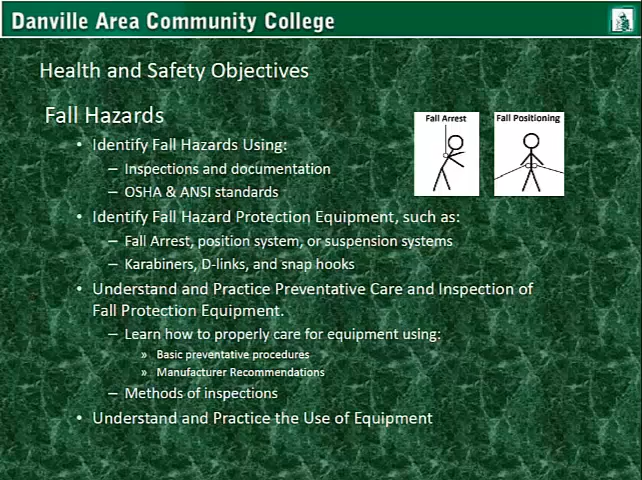 Danville Area Community College
Health and Safety Objectives
Fall Hazards
Fall Arrest
Fall Positioning
• Identify Fall Hazards Using:
– Inspections and documentation
– OSHA & ANSI standards
• Identify Fall Hazard Protection Equipment, such as:
– Fall Arrest, position system, or suspension systems
– Karabiners, D-links, and snap hooks
• Understand and Practice Preventative Care and Inspection of
Fall Protection Equipment.
– Learn how to properly care for equipment using:
» Basic preventative procedures
» Manufacturer Recommendations
– Methods of inspections
• Understand and Practice the Use of Equipment